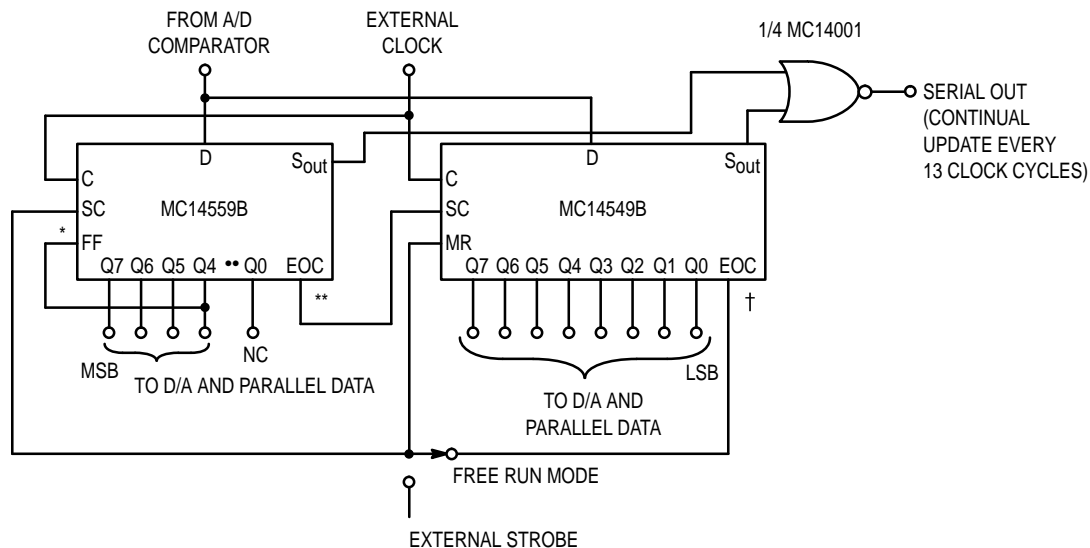 FROM A/D
COMPARATOR
EXTERNAL
CLOCK
1/4 MC14001
SERIAL OUT
(CONTINUAL
UPDATE EVERY
13 CLOCK CYCLES)
D
Sout
C
SC
* FF
MC14559B
Q7 Q6 Q5 Q4 •• Q0 EOC
**
D
Sout
C
SC
MR
MC14549B
Q7 Q6 Q5 Q4 Q3 Q2 Q1 Q0 EOC
†
MSB
NC
TO D/A AND PARALLEL DATA
LSB
TO D/A AND
PARALLEL DATA
FREE RUN MODE
EXTERNAL STROBE